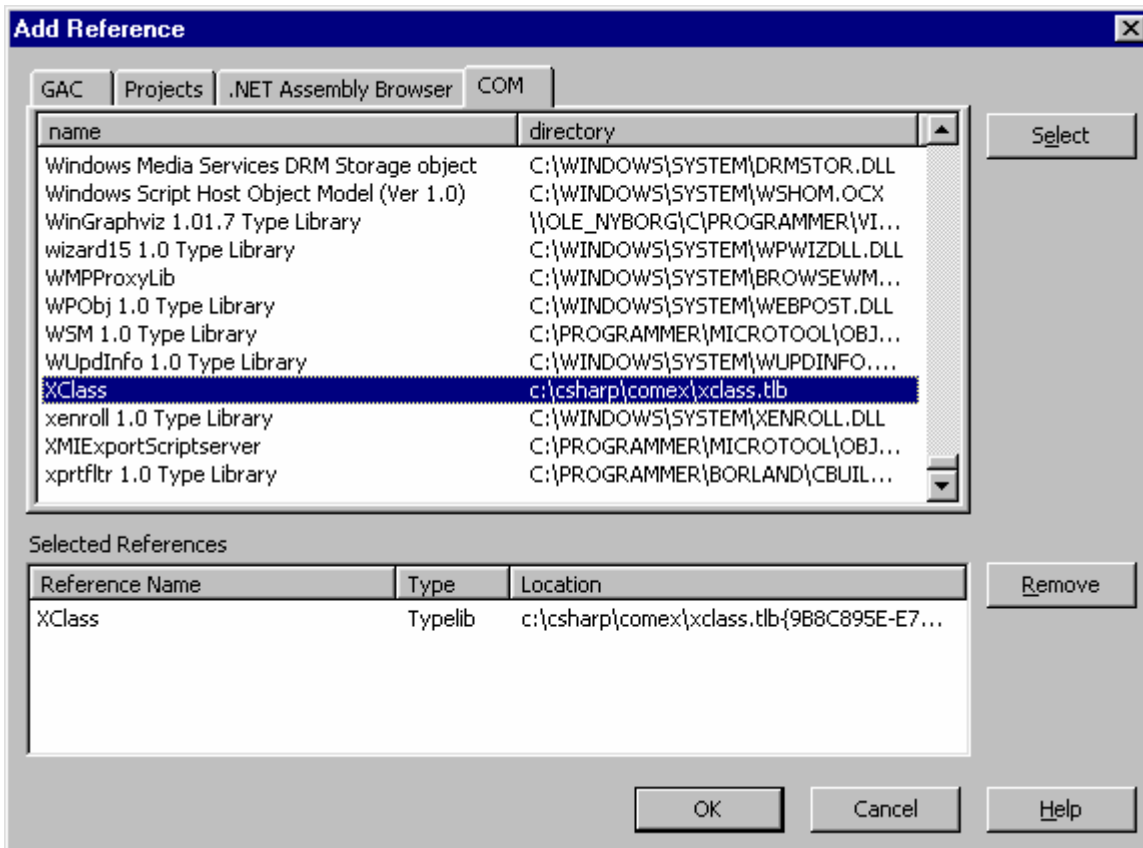 Add Reference
GAC Projects .NET Assembly Browser COM
name directory
Select
Windows Media Services DRM Storage object C:\WINDOWS\SYSTEM\DRMSTOR.DLL
Windows Script Host Object Model (Ver 1.0) C:\WINDOWS\SYSTEM\WSHOM.OCX
WinGraphviz 1.01.7 Type Library \\OLE_NYBORG\C\PROGRAMMER\VI...
wizard15 1.0 Type Library C:\WINDOWS\SYSTEM\WPWIZDLL.DLL
WMPProxyLib C:\WINDOWS\SYSTEM\BROWSEWM...
WPObj 1.0 Type Library C:\WINDOWS\SYSTEM\WEBPOST.DLL
WSM 1.0 Type Library C:\PROGRAMMER\MICROTOOL\OBJ...
WUpdInfo 1.0 Type Library C:\WINDOWS\SYSTEM\WUPDINFO....
XClass c:\csharp\comex\xclass.tlb
xenroll 1.0 Type Library C:\WINDOWS\SYSTEM\XENROLL.DLL
XMIExportScriptserver C:\PROGRAMMER\MICROTOOL\OBJ...
xprtfltr 1.0 Type Library C:\PROGRAMMER\BORLAND\CBUIL...
Selected References
Reference Name Type Location
Remove
XClass Typelib c:\csharp\comex\xclass.tlb{9B8C895E-E7...
OK Cancel Help